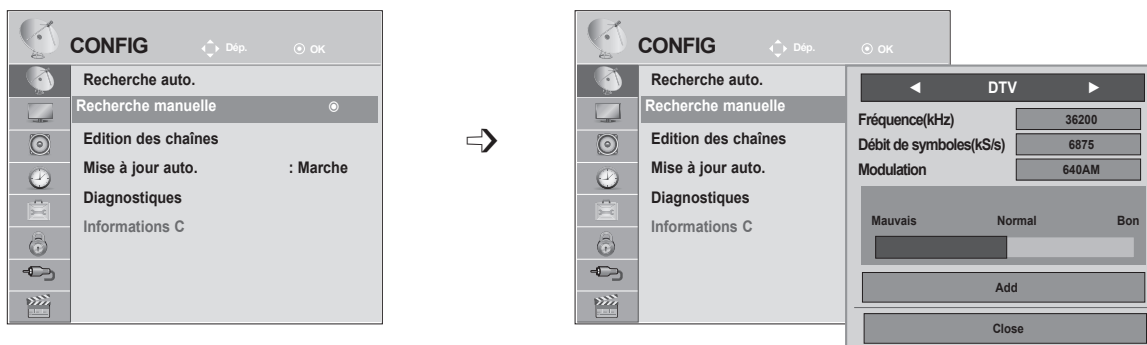 CONFIG Dép. OK
Recherche auto.
Recherche manuelle
Edition des chaînes
Mise à jour auto. : Marche
Diagnostiques
Informations C
CONFIG Dép. OK
Recherche auto.
Recherche manuelle
Edition des chaînes
Mise à jour auto.
Diagnostiques
Informations C
DTV
Fréquence(kHz) 36200
Débit de symboles(kS/s) 6875
Modulation 640AM
Mauvais Normal Bon
Add
Close